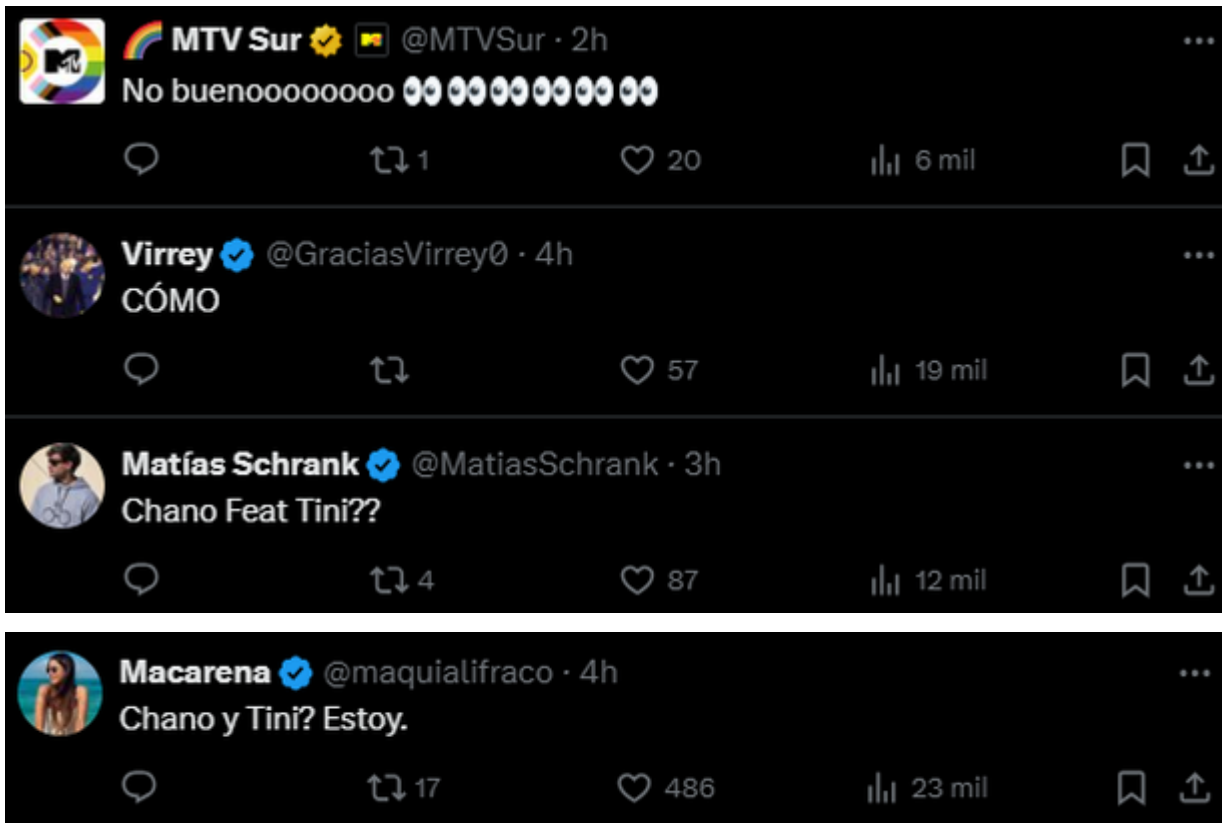 🌈 MTV Sur @MTVSur · 2h
No buenoooooooo 👀👀👀👀👀👀
1 20 6 mil
Virrey @GraciasVirrey0 · 4h
CÓMO
57 19 mil
Matías Schrank @MatiasSchrank · 3h
Chano Feat Tini??
4 87 12 mil
Macarena @maquialifraco · 4h
Chano y Tini? Estoy.
17 486 23 mil